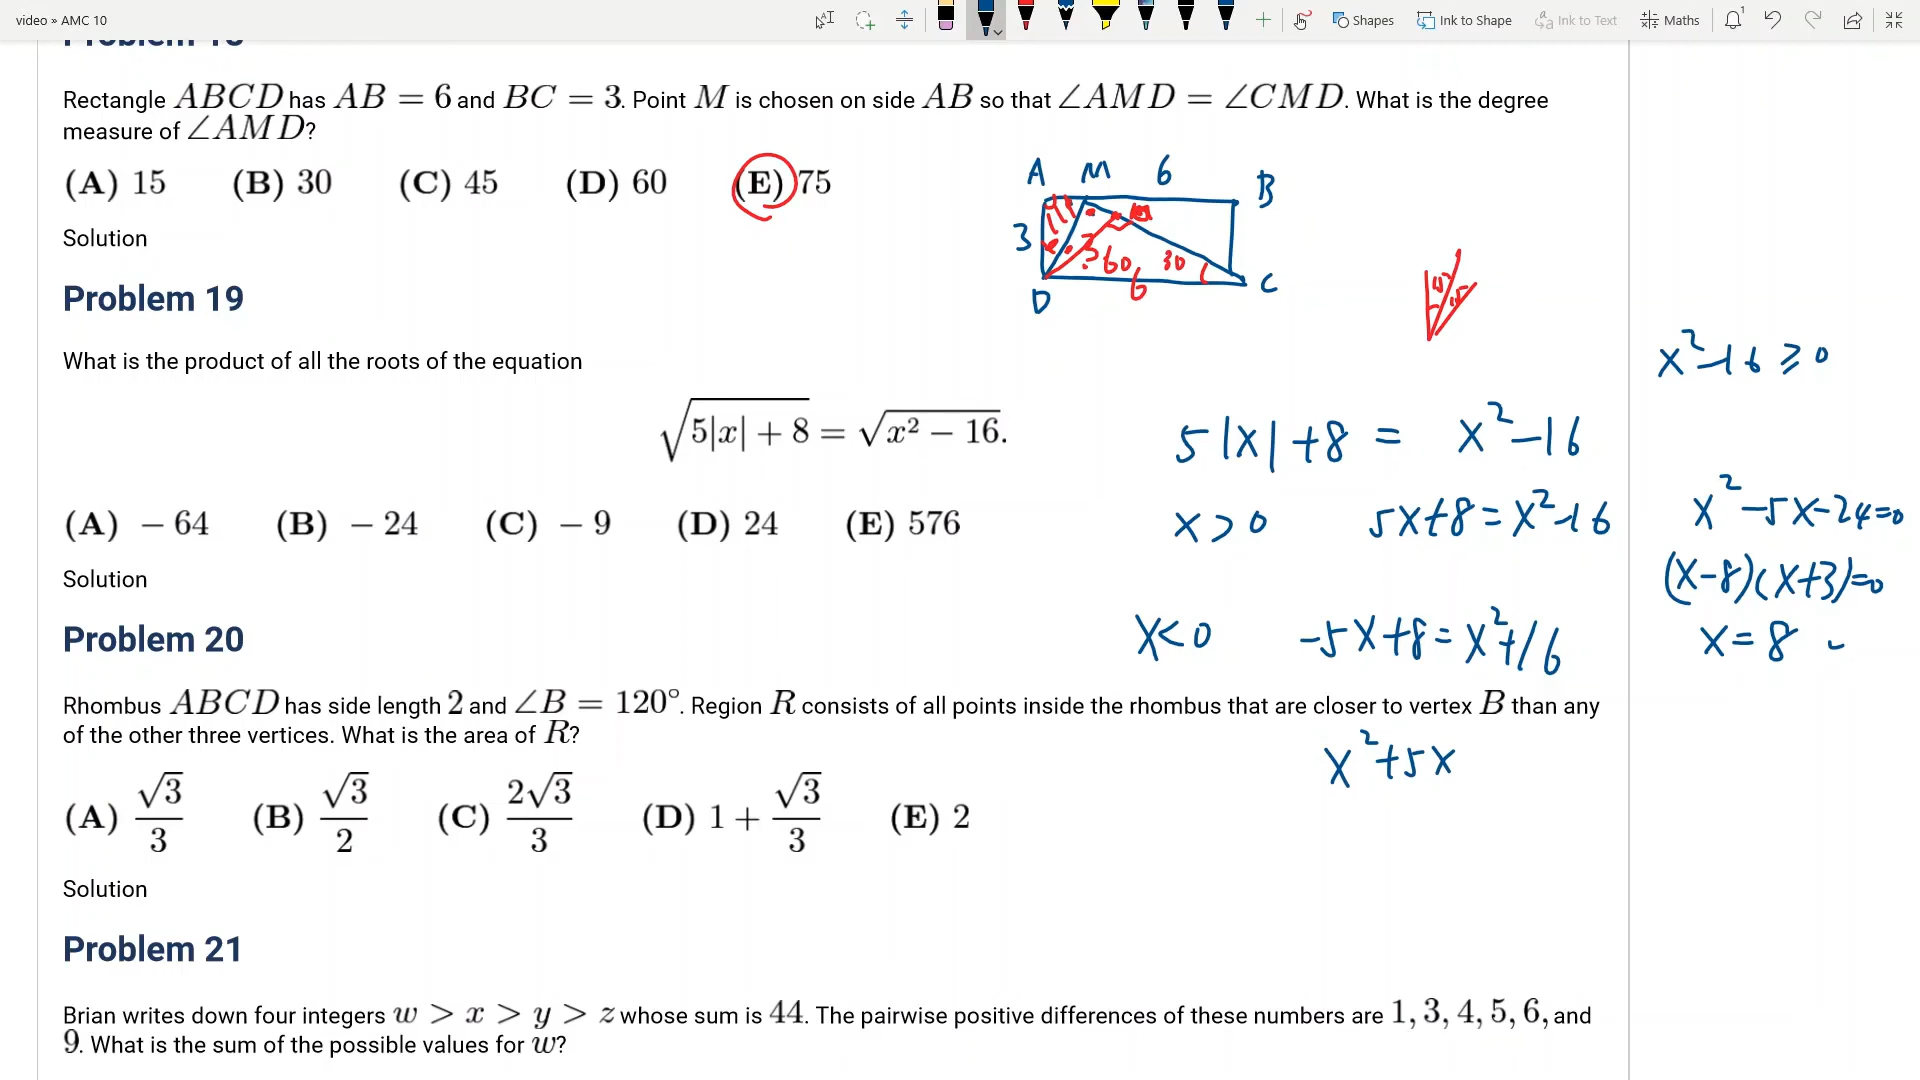 video » AMC 10
Shapes Ink to Shape Ink to Text Maths
Rectangle ABCD has AB = 6 and BC = 3. Point M is chosen on side AB so that ∠AMD = ∠CMD. What is the degree
measure of ∠AMD?
(A) 15 (B) 30 (C) 45 (D) 60 (E) 75
A M 6 B
3
60 30
D 6 C
Solution
Problem 19
What is the product of all the roots of the equation
x²-16 ≥ 0
√(5|x| + 8) = √(x² − 16).
5|x|+8 = x²-16
(A) − 64 (B) − 24 (C) − 9 (D) 24 (E) 576
x>0 5x+8=x²-16 x²-5x-24=0
(x-8)(x+3)=0
Solution
Problem 20
x<0 -5x+8=x²+16 x=8
Rhombus ABCD has side length 2 and ∠B = 120°. Region R consists of all points inside the rhombus that are closer to vertex B than any
of the other three vertices. What is the area of R?
x²+5x
(A) √3/3 (B) √3/2 (C) 2√3/3 (D) 1 + √3/3 (E) 2
Solution
Problem 21
Brian writes down four integers w > x > y > z whose sum is 44. The pairwise positive differences of these numbers are 1, 3, 4, 5, 6, and
9. What is the sum of the possible values for w?